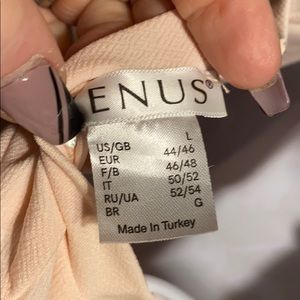 ENUS®
US/GB L
EUR 44/46
F/B 46/48
IT 50/52
RU/UA 52/54
BR G
Made In Turkey